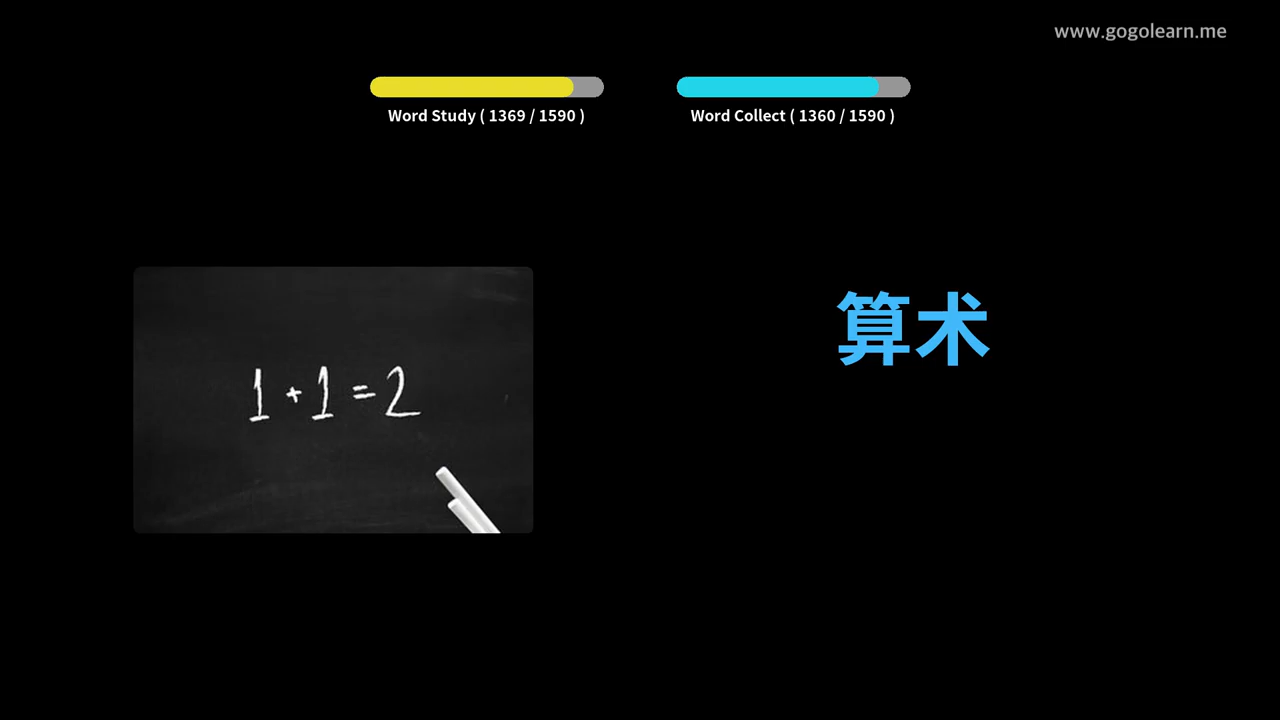 www.gogolearn.me
Word Study ( 1369 / 1590 )
Word Collect ( 1360 / 1590 )
算术
1 + 1 = 2